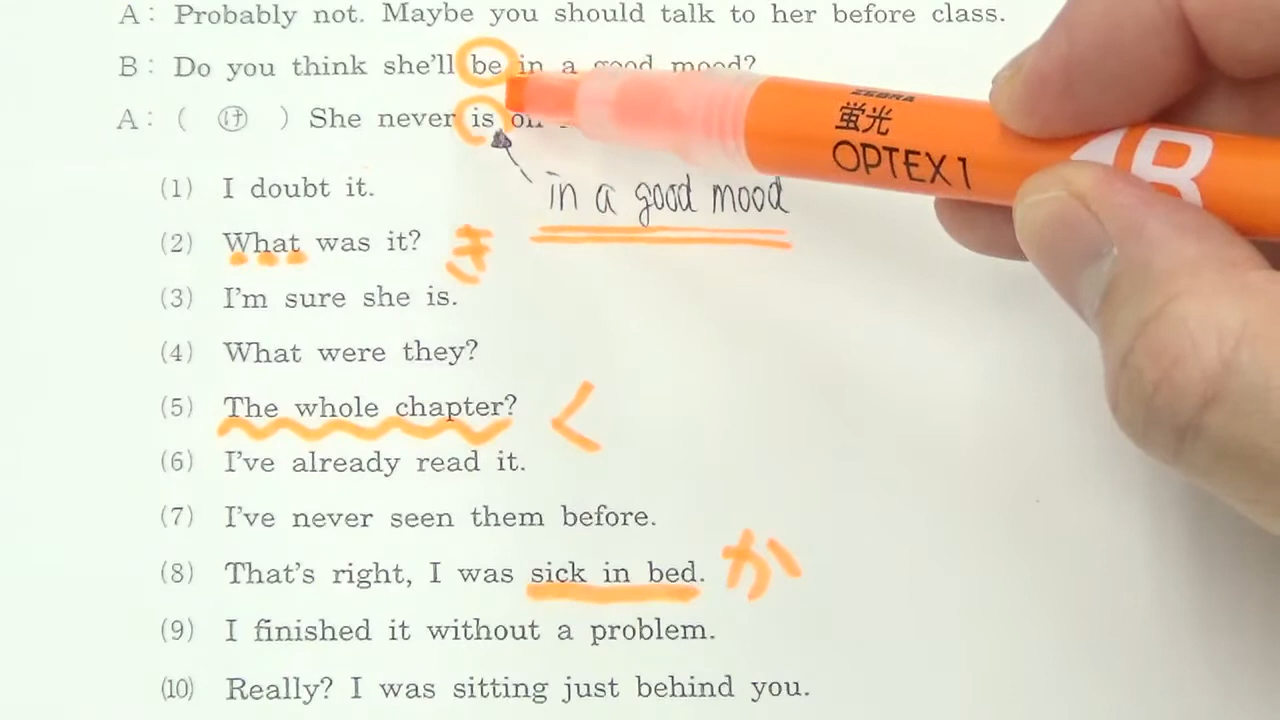 A: Probably not. Maybe you should talk to her before class.
B: Do you think she'll be in a good mood?
A: ( け ) She never is on
in a good mood
(1) I doubt it.
(2) What was it? き
(3) I'm sure she is.
(4) What were they?
(5) The whole chapter? く
(6) I've already read it.
(7) I've never seen them before.
(8) That's right, I was sick in bed. か
(9) I finished it without a problem.
(10) Really? I was sitting just behind you.
ZEBRA
蛍光
OPTEX 1